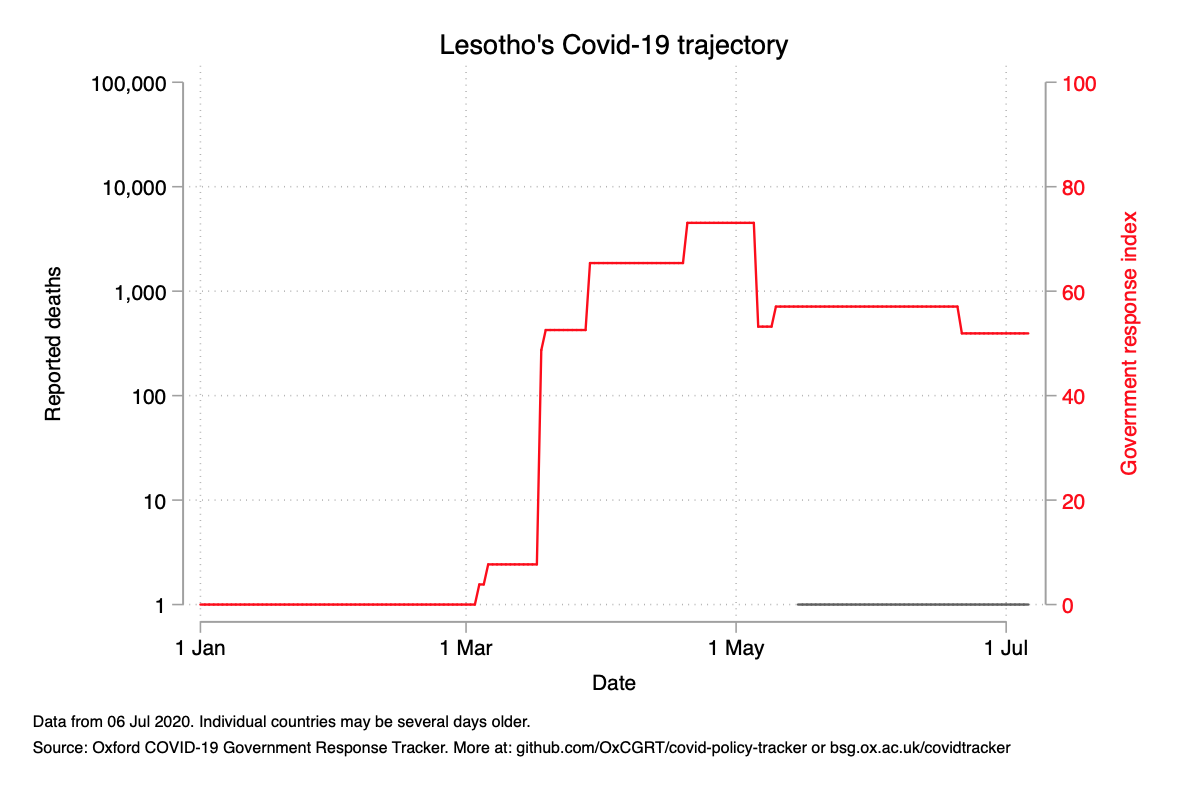 Lesotho's Covid-19 trajectory
100,000
10,000
1,000
100
10
1
Reported deaths
100
80
60
40
20
0
Government response index
1 Jan
1 Mar
1 May
1 Jul
Date
Data from 06 Jul 2020. Individual countries may be several days older.
Source: Oxford COVID-19 Government Response Tracker. More at: github.com/OxCGRT/covid-policy-tracker or bsg.ox.ac.uk/covidtracker